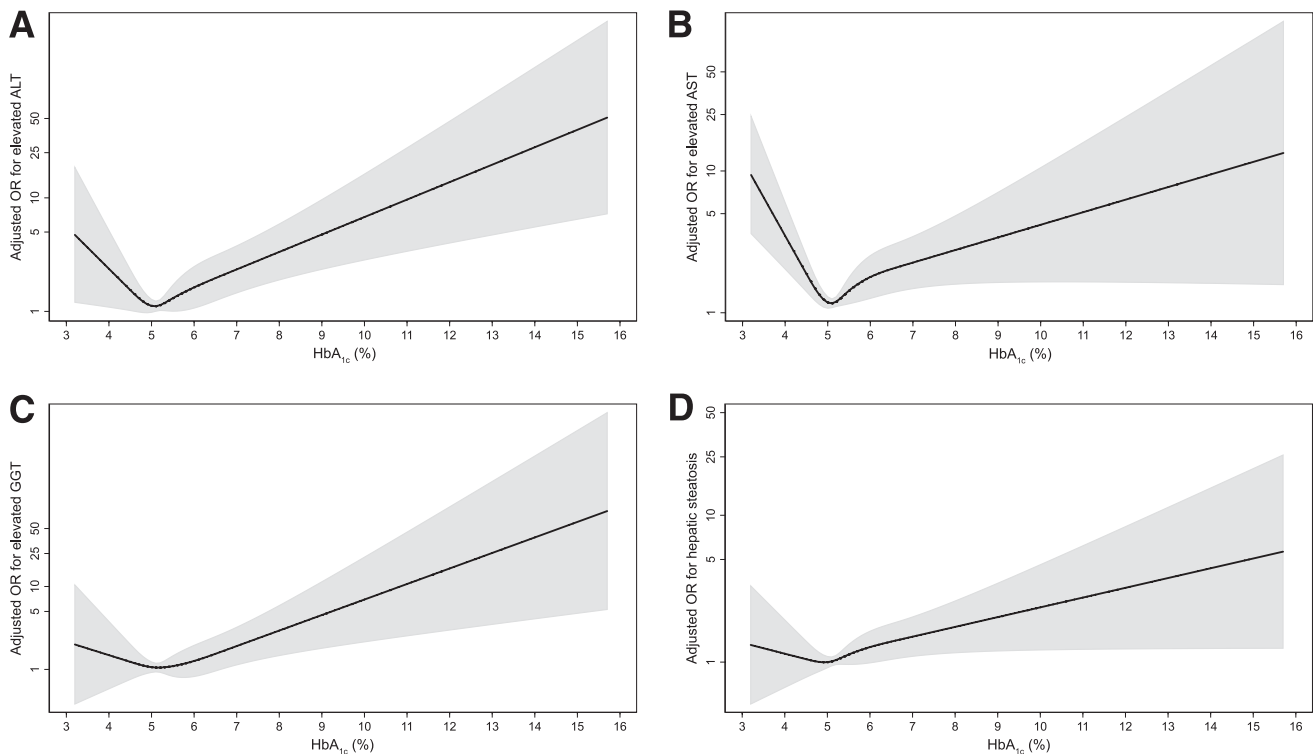 A
Adjusted OR for elevated ALT
50
25
10
5
1
3 4 5 6 7 8 9 10 11 12 13 14 15 16
HbA1c (%)
B
Adjusted OR for elevated AST
50
25
10
5
1
3 4 5 6 7 8 9 10 11 12 13 14 15 16
HbA1c (%)
C
Adjusted OR for elevated GGT
50
25
10
5
1
3 4 5 6 7 8 9 10 11 12 13 14 15 16
HbA1c (%)
D
Adjusted OR for hepatic steatosis
50
25
10
5
1
3 4 5 6 7 8 9 10 11 12 13 14 15 16
HbA1c (%)